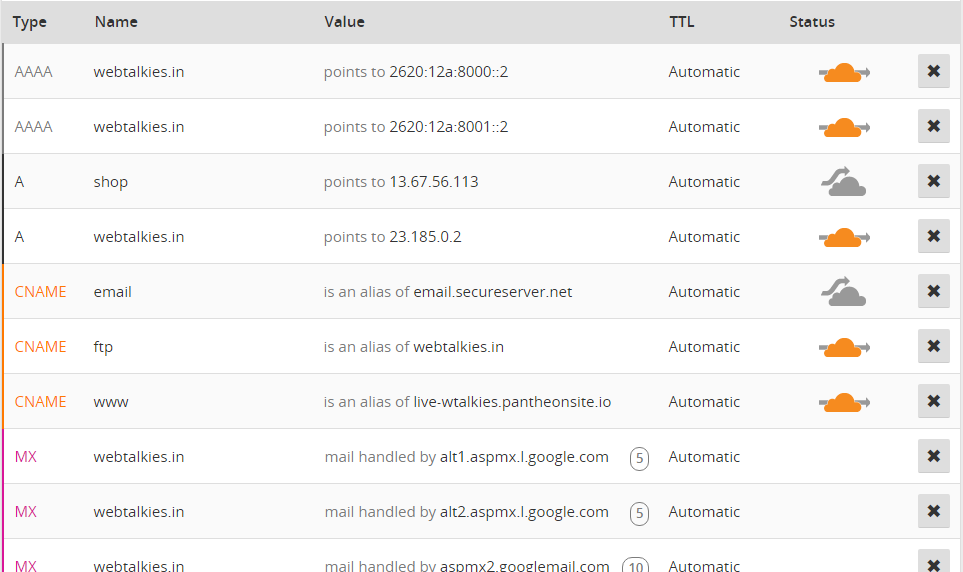 Type Name Value TTL Status
AAAA webtalkies.in points to 2620:12a:8000::2 Automatic
AAAA webtalkies.in points to 2620:12a:8001::2 Automatic
A shop points to 13.67.56.113 Automatic
A webtalkies.in points to 23.185.0.2 Automatic
CNAME email is an alias of email.secureserver.net Automatic
CNAME ftp is an alias of webtalkies.in Automatic
CNAME www is an alias of live-wtalkies.pantheonsite.io Automatic
MX webtalkies.in mail handled by alt1.aspmx.l.google.com 5 Automatic
MX webtalkies.in mail handled by alt2.aspmx.l.google.com 5 Automatic
MX webtalkies.in mail handled by aspmx2.googlemail.com 10 Automatic